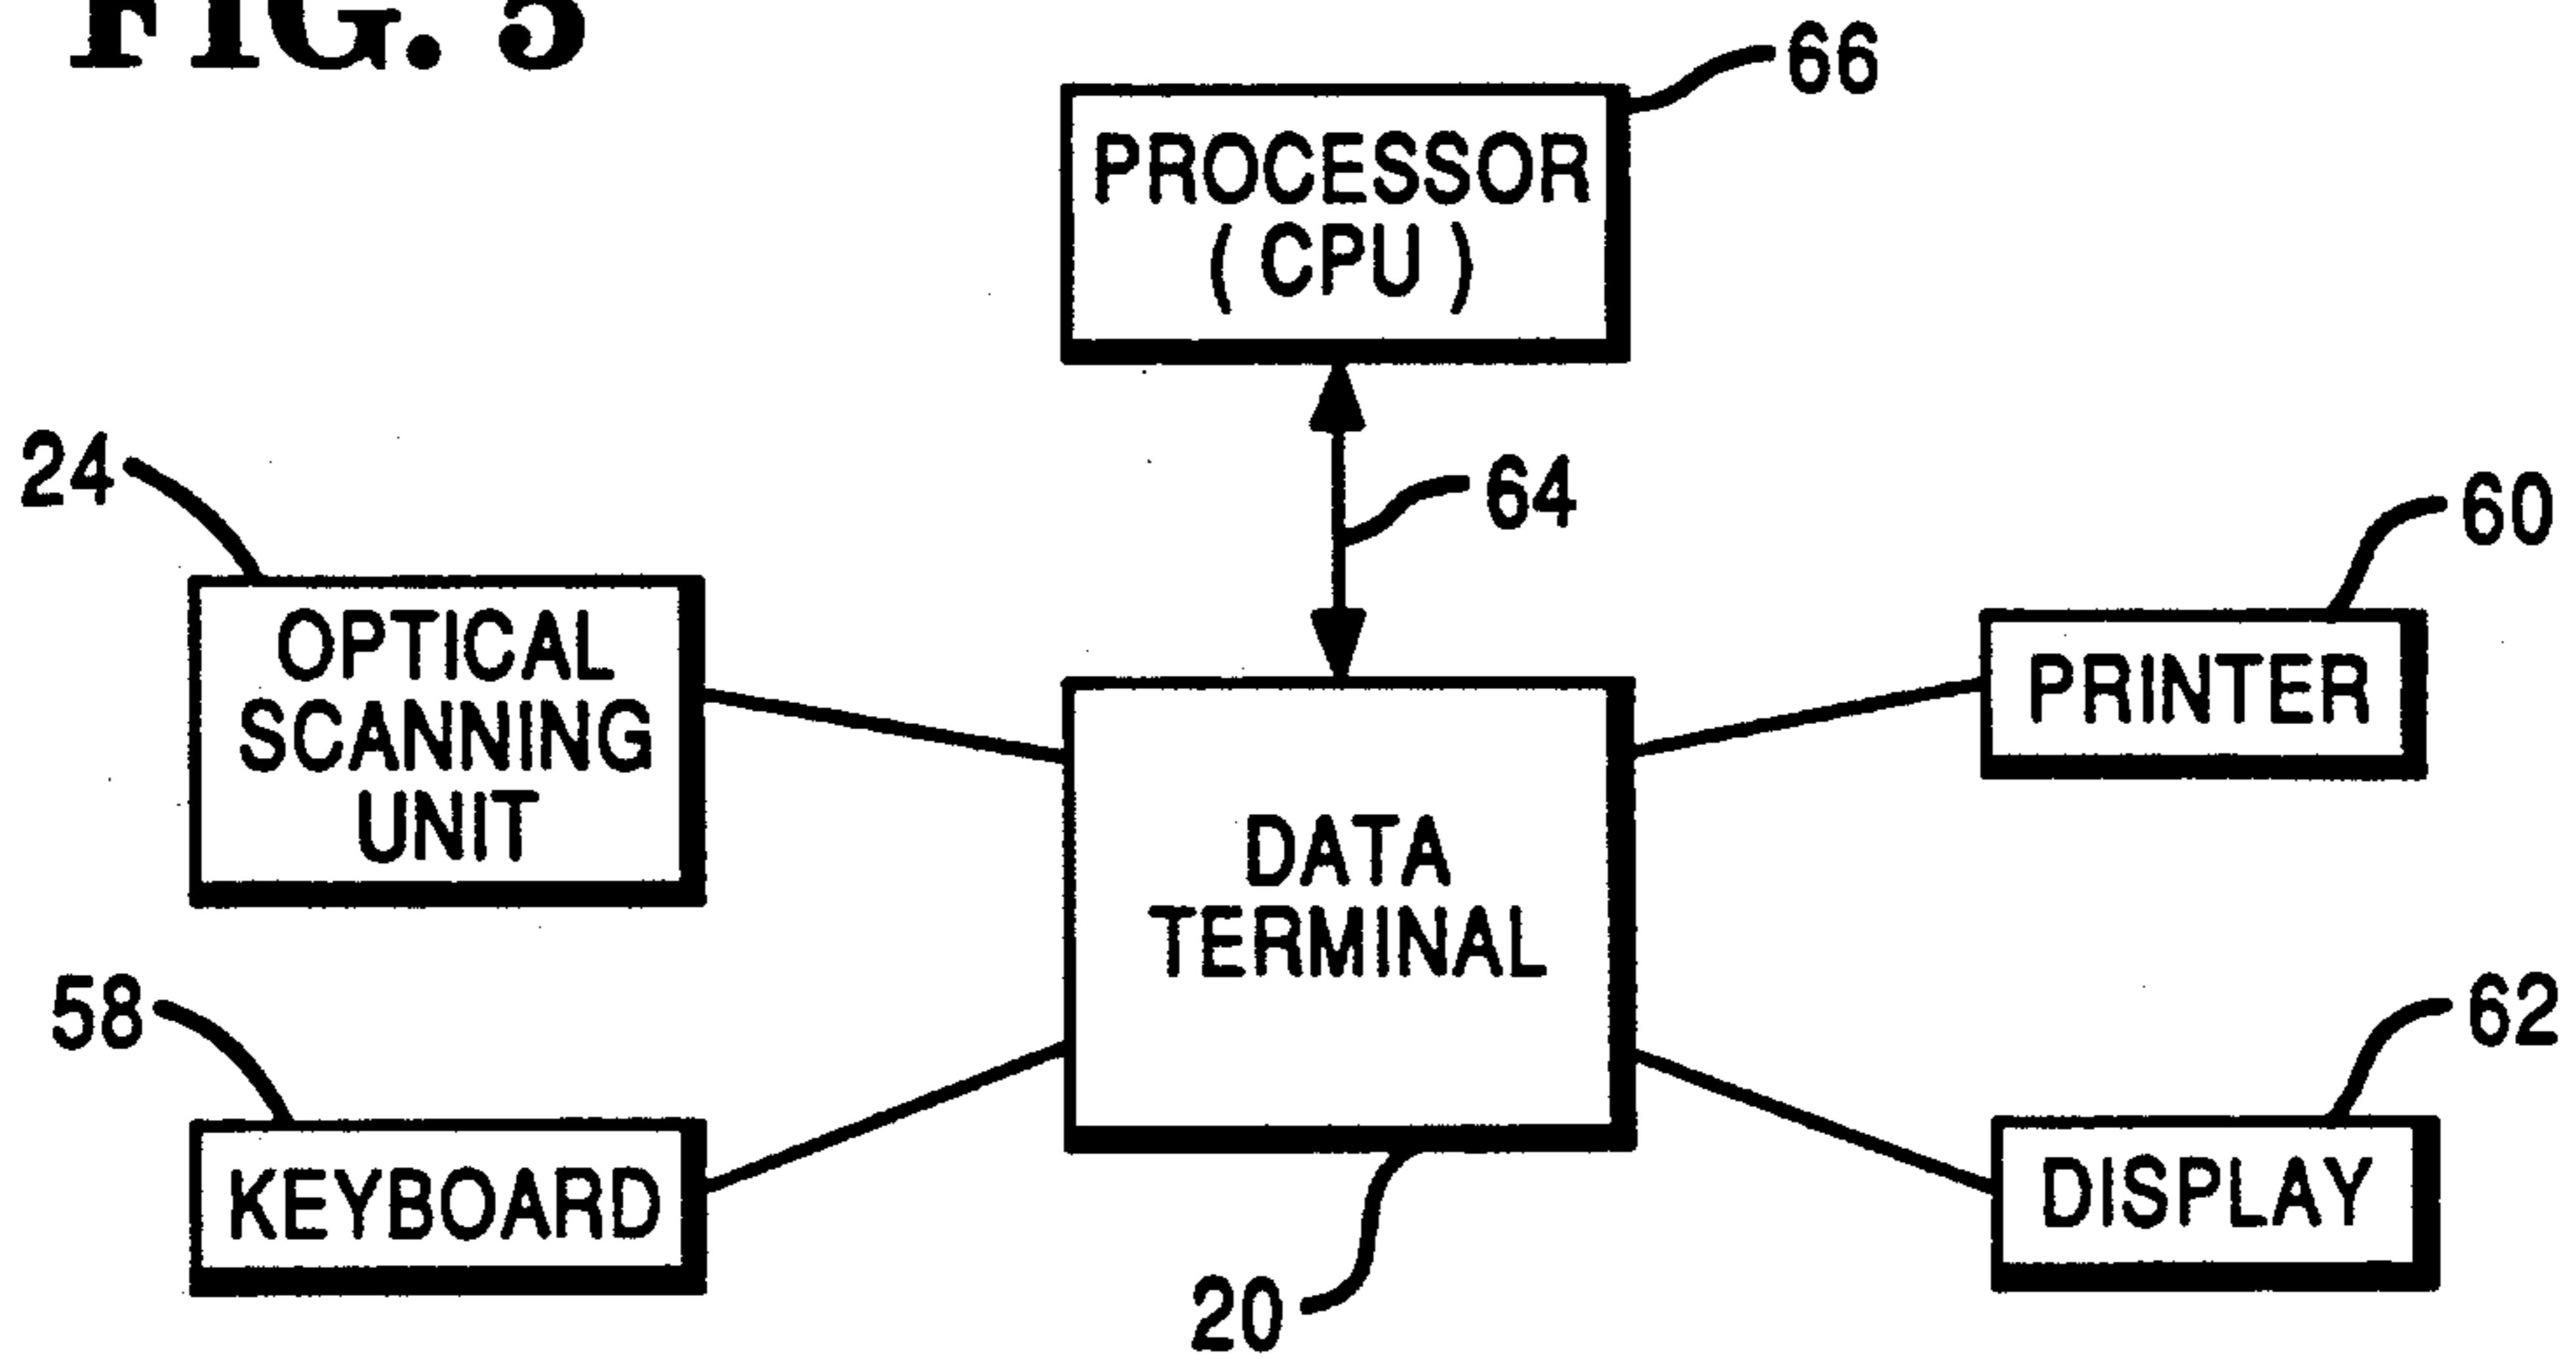 FIG. 5
66
PROCESSOR
( CPU )
24
64
60
OPTICAL
SCANNING
UNIT
PRINTER
DATA
TERMINAL
58
62
KEYBOARD
DISPLAY
20